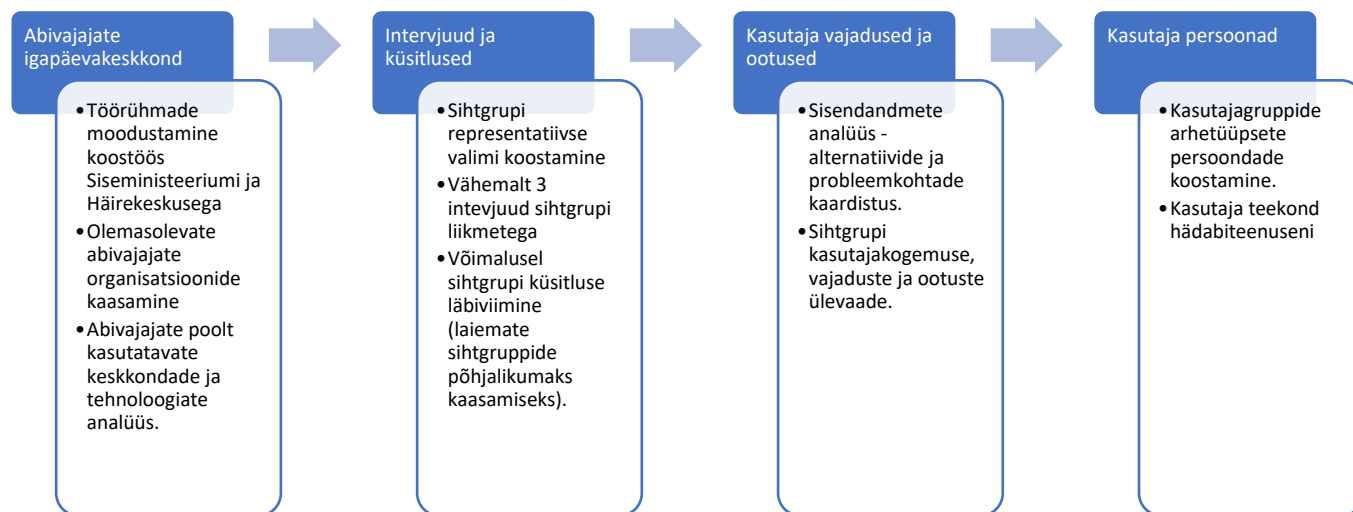 Abivajajate
igapäevakeskkond
•Töörühmade
moodustamine
koostöös
Siseministeeriumi ja
Häirekeskusega
•Olemasolevate
abivajajate
organisatsioonide
kaasamine
•Abivajajate poolt
kasutatavate
keskkondade ja
tehnoloogiate
analüüs.
Intervjuud ja
küsitlused
•Sihtgrupi
representatiivse
valimi koostamine
•Vähemalt 3
intevjuud sihtgrupi
liikmetega
•Võimalusel
sihtgrupi küsitluse
läbiviimine
(laiemate
sihtgruppide
põhjalikumaks
kaasamiseks).
Kasutaja vajadused ja
ootused
•Sisendandmete
analüüs -
alternatiivide ja
probleemkohtade
kaardistus.
•Sihtgrupi
kasutajakogemuse,
vajaduste ja ootuste
ülevaade.
Kasutaja persoonad
•Kasutajagruppide
arhetüüpsete
persoondade
koostamine.
•Kasutaja teekond
hädabiteenuseni